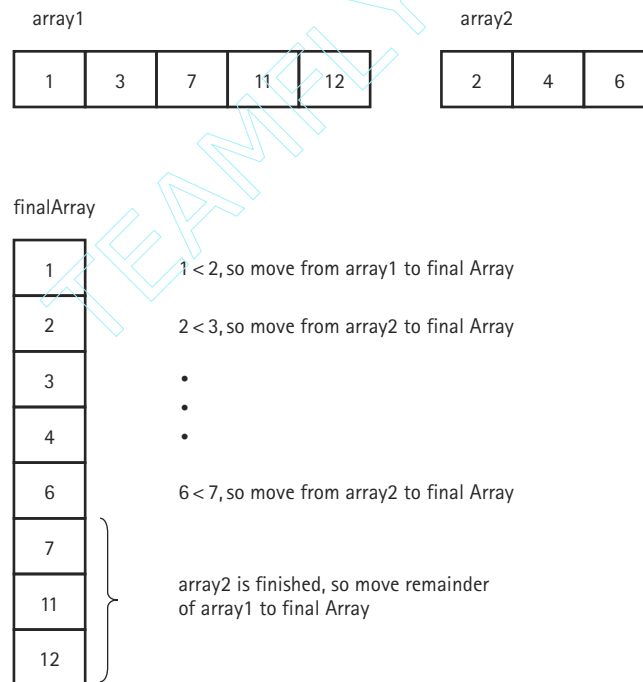 array1
array2
1 3 7 11 12
2 4 6
finalArray
1
1 < 2, so move from array1 to final Array
2
2 < 3, so move from array2 to final Array
3
•
•
4
•
6
6 < 7, so move from array2 to final Array
7
11
array2 is finished, so move remainder
of array1 to final Array
12
TEAMFLY